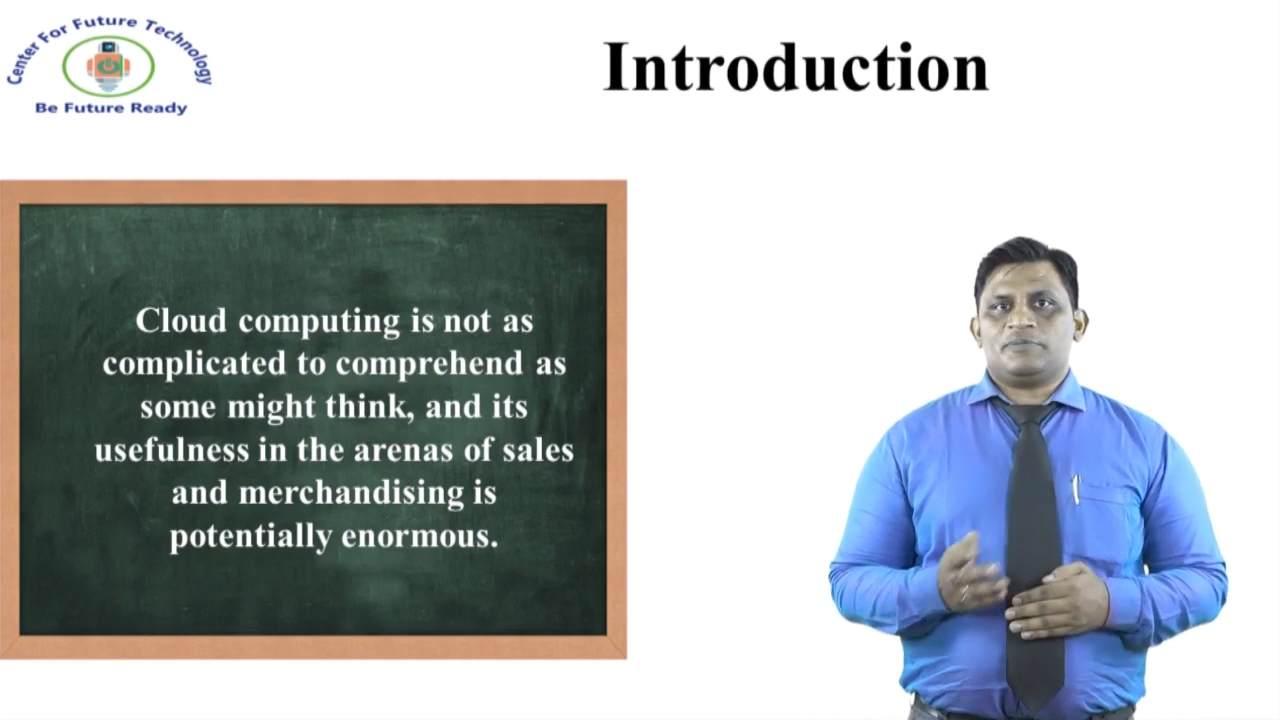 Center For Future Technology
Be Future Ready
Introduction
Cloud computing is not as
complicated to comprehend as
some might think, and its
usefulness in the arenas of sales
and merchandising is
potentially enormous.